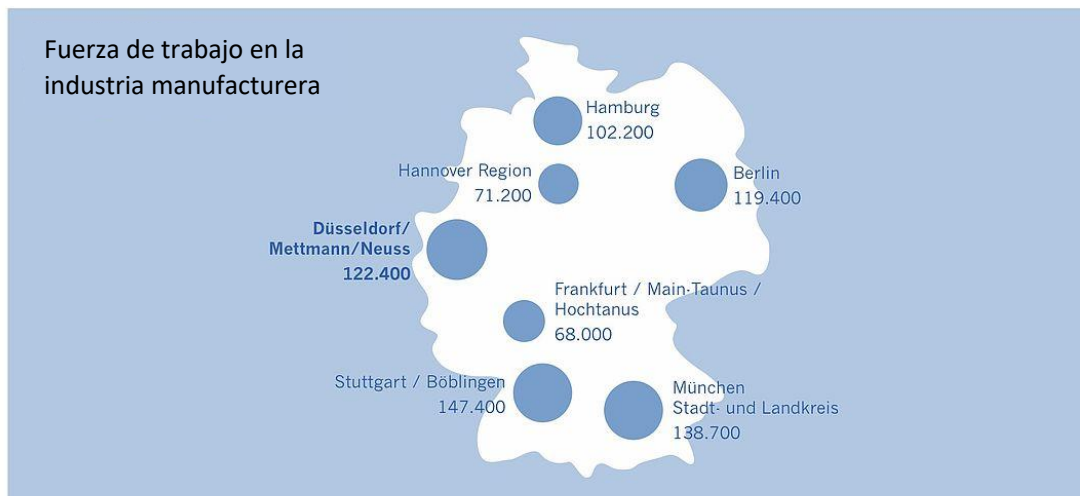 Fuerza de trabajo en la
industria manufacturera
Hamburg
102.200
Hannover Region
71.200
Berlin
119.400
Düsseldorf/
Mettmann/Neuss
122.400
Frankfurt / Main-Taunus /
Hochtanus
68.000
Stuttgart / Böblingen
147.400
München
Stadt- und Landkreis
138.700